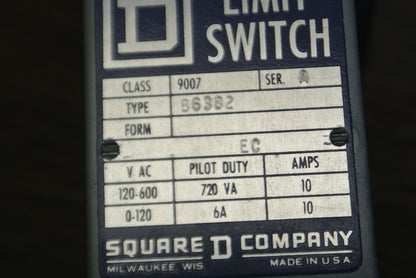 D
LIMIT
SWITCH
CLASS 9007 SER. A
TYPE B63B2
FORM
EC
V AC PILOT DUTY AMPS
120-600 720 VA 10
0-120 6A 10
SQUARE D COMPANY
MILWAUKEE, WIS. MADE IN U.S.A.